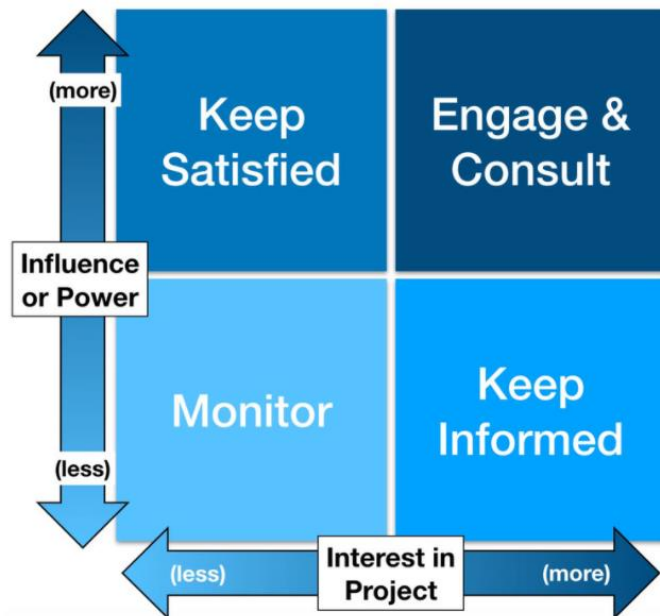 (more)
Keep
Satisfied
Engage &
Consult
Influence
or Power
Monitor
Keep
Informed
(less)
(less)
Interest in
Project
(more)